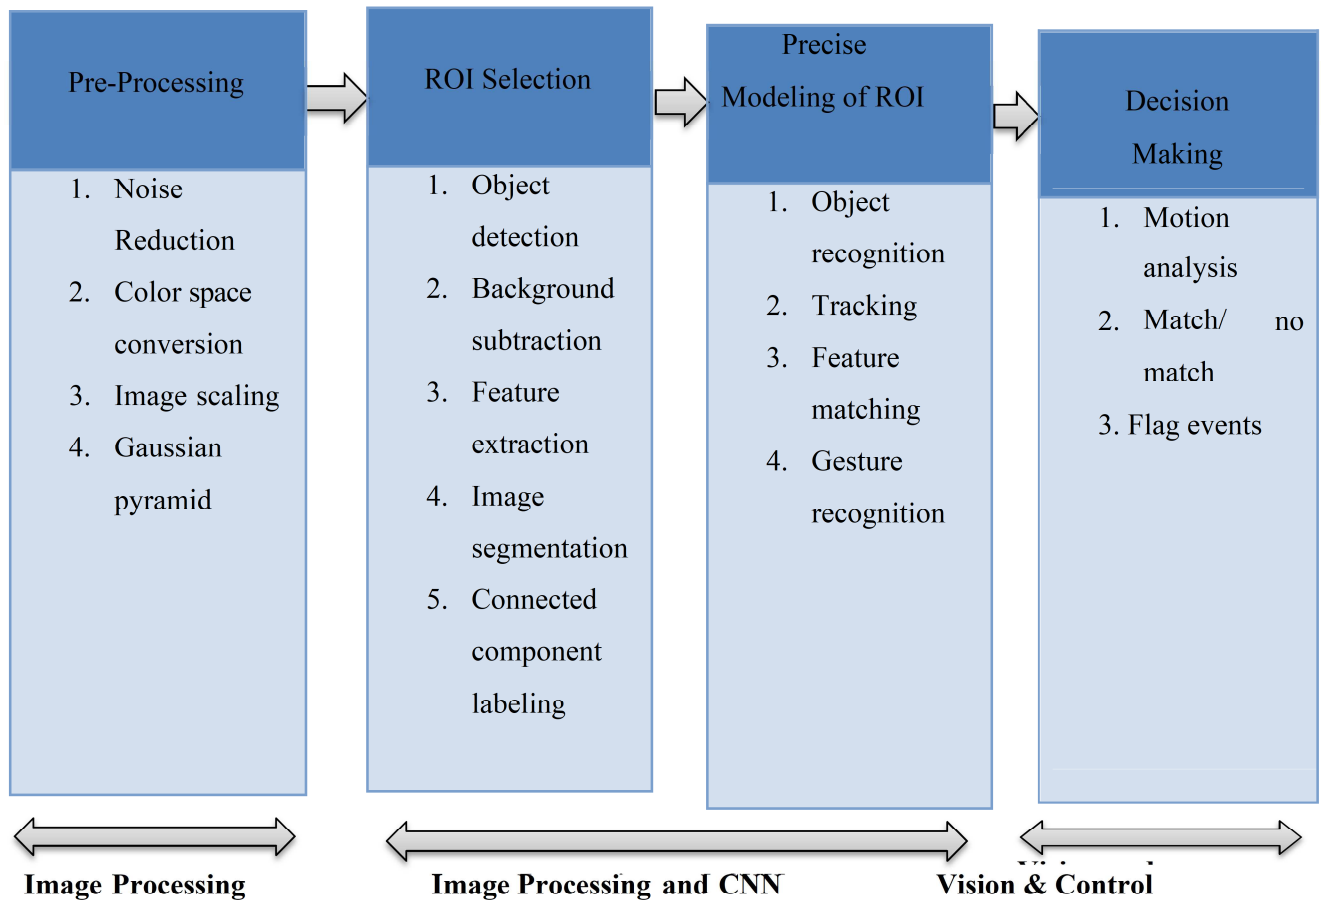 Pre-Processing
1. Noise
Reduction
2. Color space
conversion
3. Image scaling
4. Gaussian
pyramid
ROI Selection
1. Object
detection
2. Background
subtraction
3. Feature
extraction
4. Image
segmentation
5. Connected
component
labeling
Precise
Modeling of ROI
1. Object
recognition
2. Tracking
3. Feature
matching
4. Gesture
recognition
Decision
Making
1. Motion
analysis
2. Match/ no
match
3. Flag events
Image Processing
Image Processing and CNN
Vision & Control